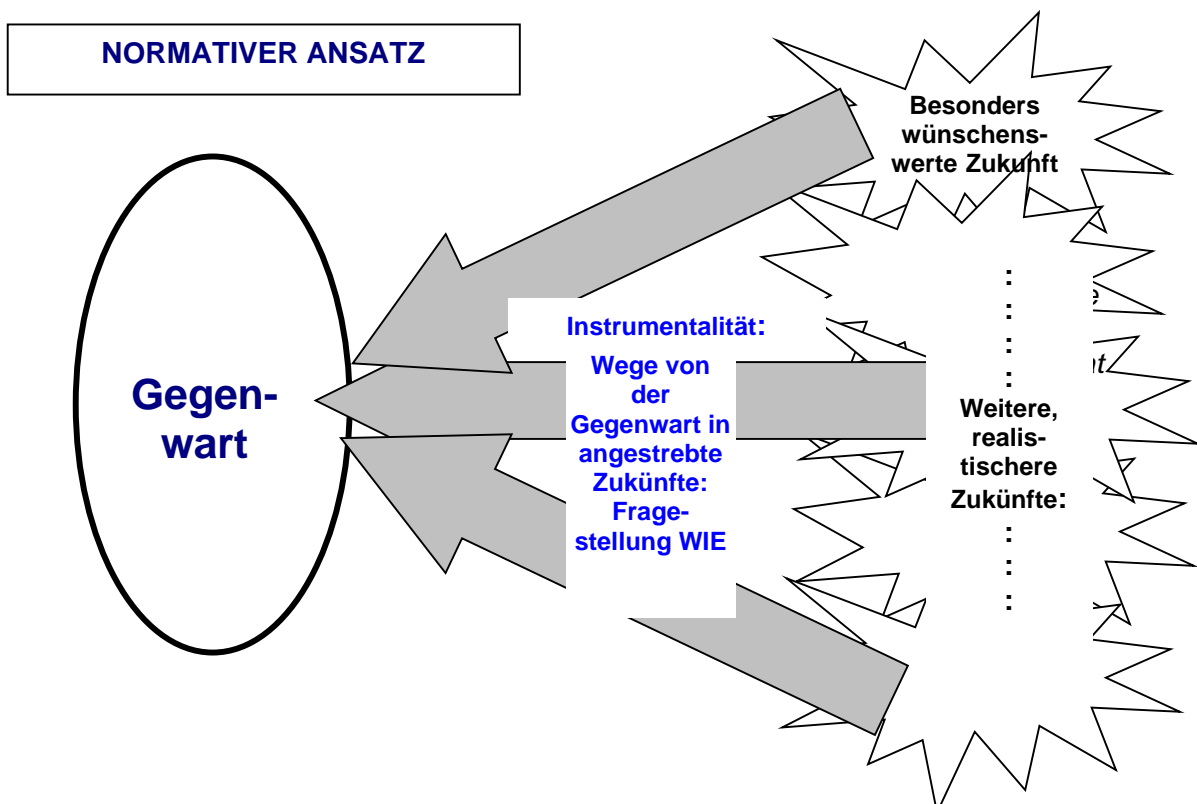 NORMATIVER ANSATZ
Besonders
wünschens-
werte Zukunft
Gegen-
wart
Instrumentalität:
Wege von
der
Gegenwart in
angestrebte
Zukünfte:
Frage-
stellung WIE
:
:
:
:
Weitere,
realis-
tischere
Zukünfte:
:
:
: